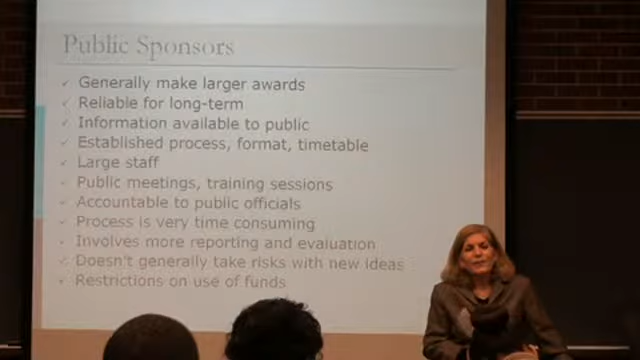 Public Sponsors
Generally make larger awards
Reliable for long-term
Information available to public
Established process, format, timetable
Large staff
Public meetings, training sessions
Accountable to public officials
Process is very time consuming
Involves more reporting and evaluation
Doesn't generally take risks with new ideas
Restrictions on use of funds